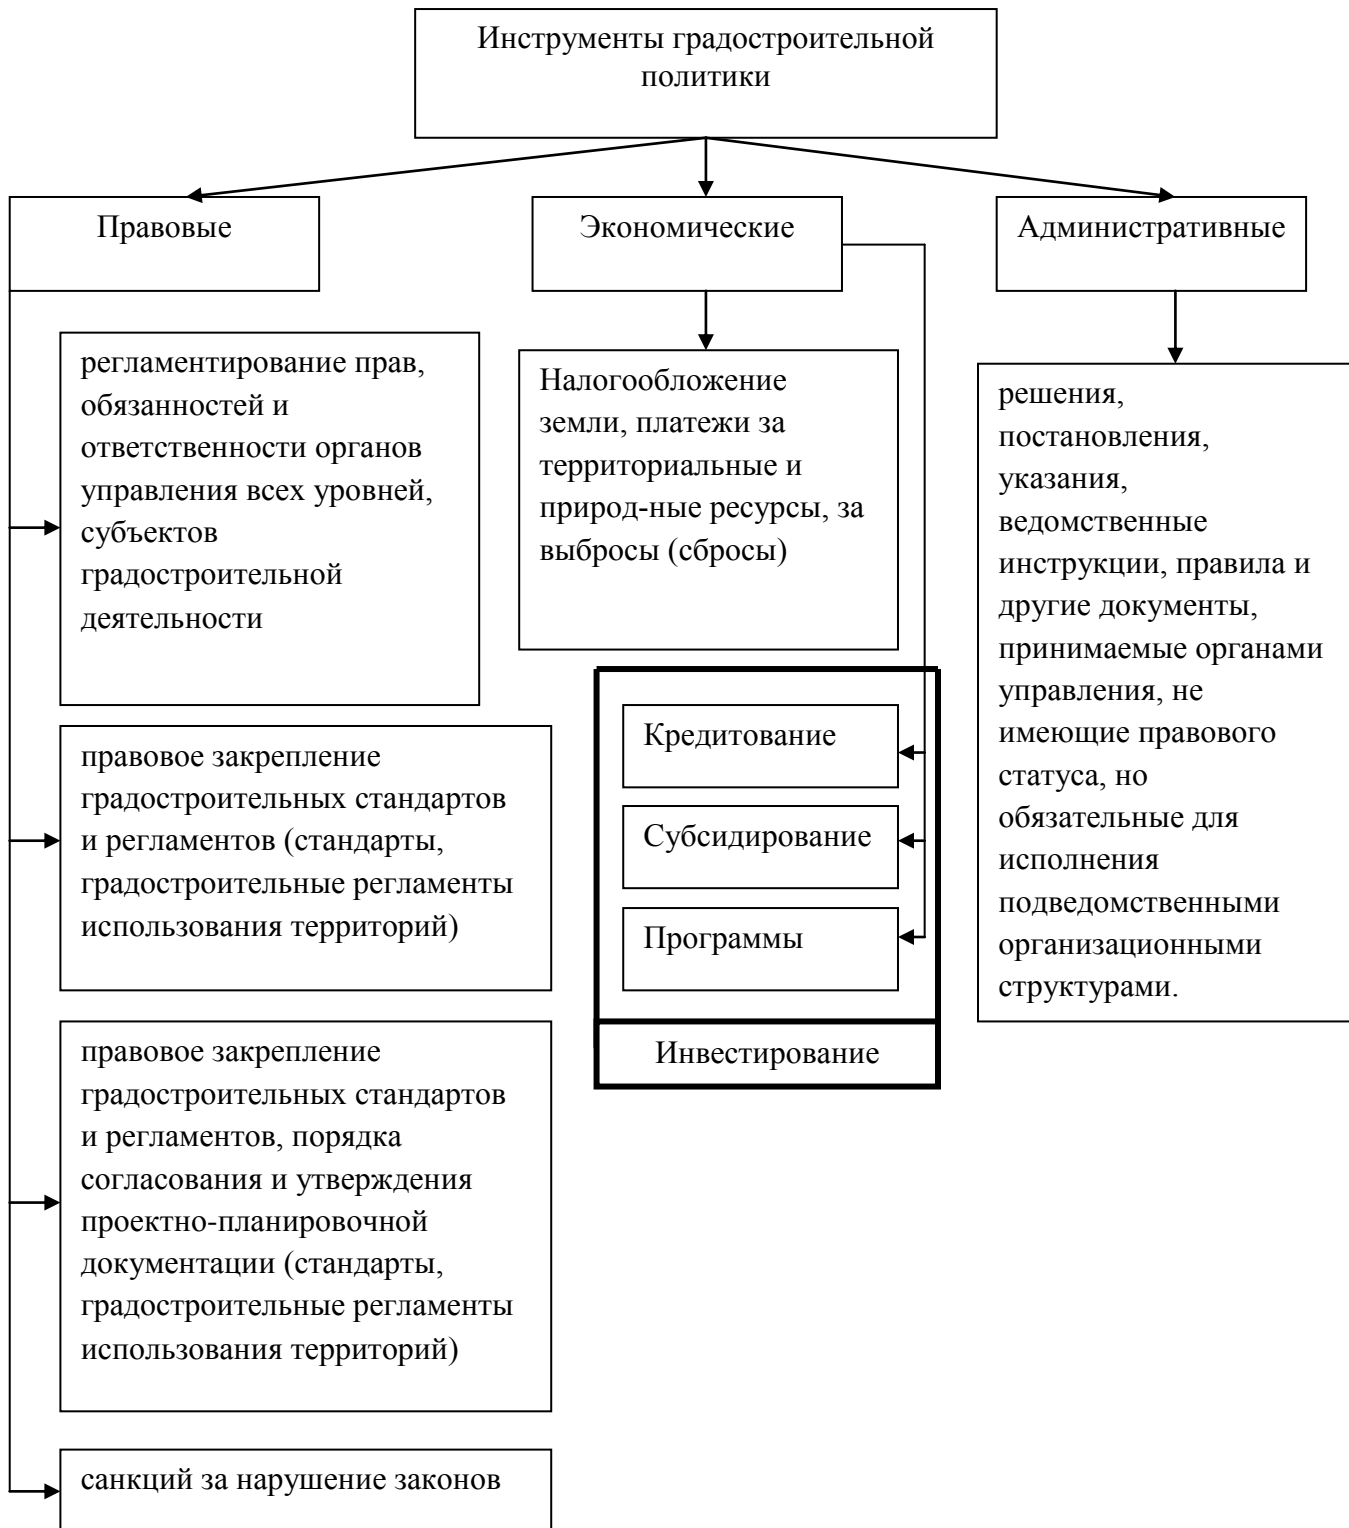 Инструменты градостроительной
политики
Правовые
Экономические
Административные
регламентирование прав,
обязанностей и
ответственности органов
управления всех уровней,
субъектов
градостроительной
деятельности
правовое закрепление
градостроительных стандартов
и регламентов (стандарты,
градостроительные регламенты
использования территорий)
правовое закрепление
градостроительных стандартов
и регламентов, порядка
согласования и утверждения
проектно-планировочной
документации (стандарты,
градостроительные регламенты
использования территорий)
санкций за нарушение законов
Налогообложение
земли, платежи за
территориальные и
природ-ные ресурсы, за
выбросы (сбросы)
Кредитование
Субсидирование
Программы
Инвестирование
решения,
постановления,
указания,
ведомственные
инструкции, правила и
другие документы,
принимаемые органами
управления, не
имеющие правового
статуса, но
обязательные для
исполнения
подведомственными
организационными
структурами.